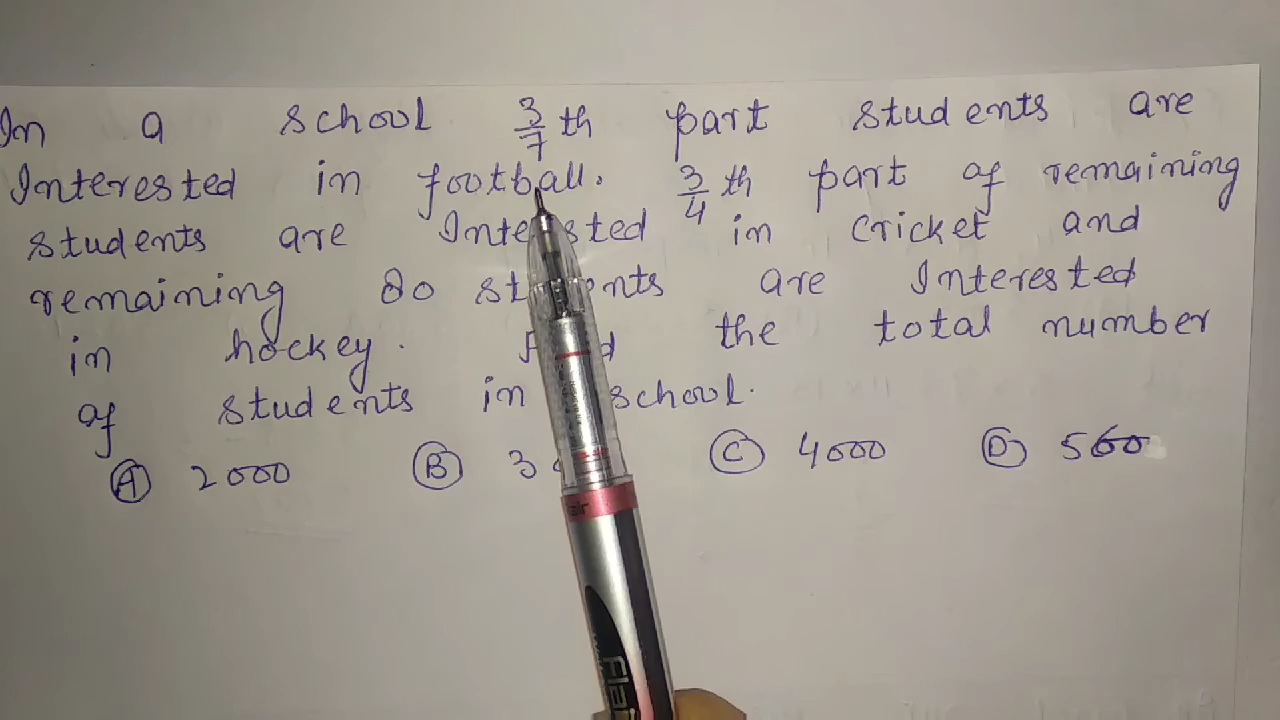 In a school 3/7 th part students are
Interested in football. 3/4 th part of remaining
students are Interested in cricket and
remaining 80 students are Interested
in hockey. the total number
of students in school.
(A) 2000 (B) (C) 4000 (D) 560
Flair